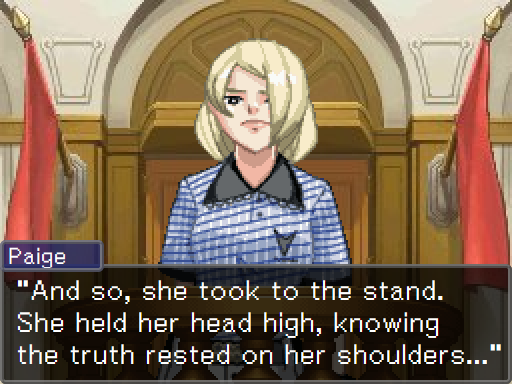 Paige
"And so, she took to the stand.
She held her head high, knowing
the truth rested on her shoulders..."